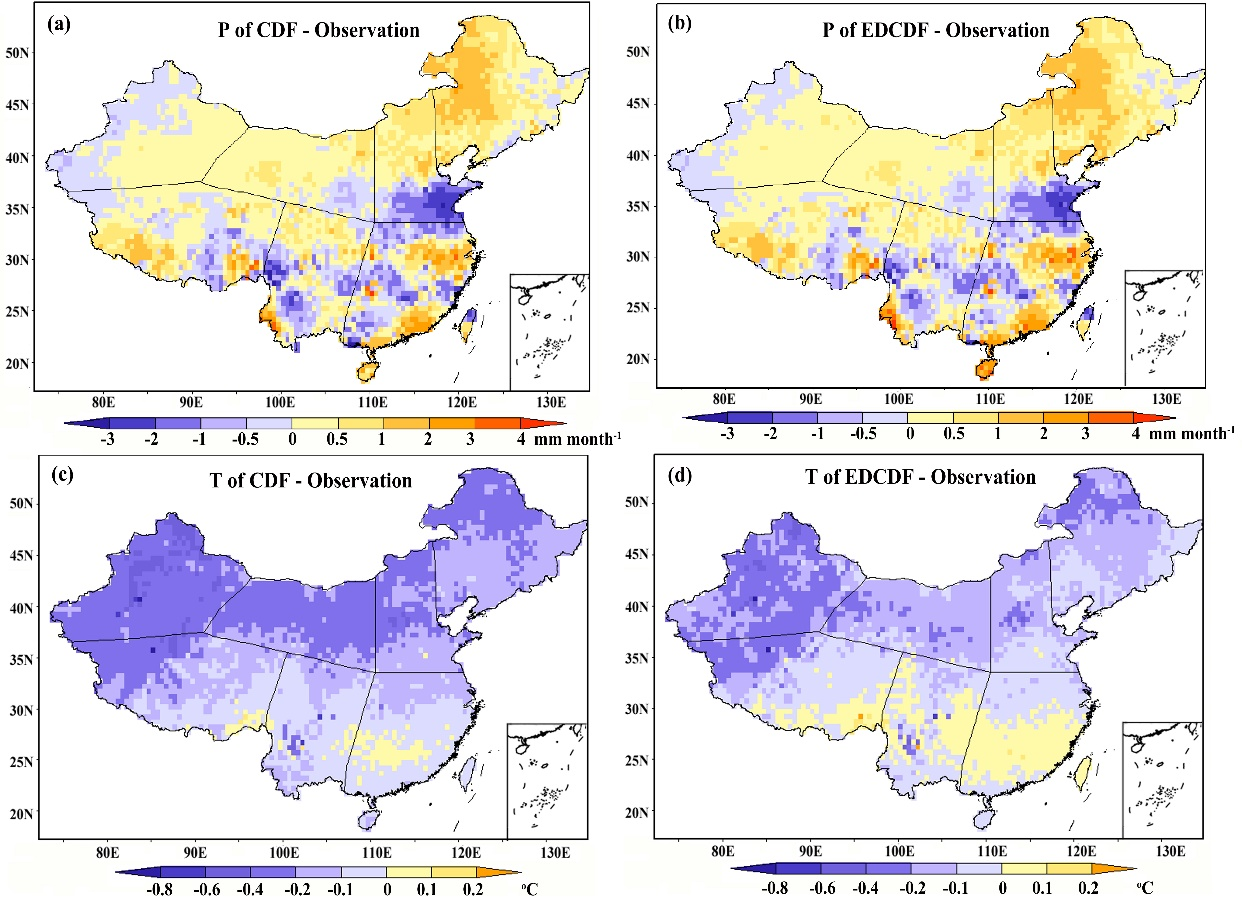 (a) P of CDF - Observation
50N
45N
40N
35N
30N
25N
20N
80E 90E 100E 110E 120E 130E
-3 -2 -1 -0.5 0 0.5 1 2 3 4 mm month-1
(b) P of EDCDF - Observation
50N
45N
40N
35N
30N
25N
20N
80E 90E 100E 110E 120E 130E
-3 -2 -1 -0.5 0 0.5 1 2 3 4 mm month-1
(c) T of CDF - Observation
50N
45N
40N
35N
30N
25N
20N
80E 90E 100E 110E 120E 130E
-0.8 -0.6 -0.4 -0.2 -0.1 0 0.1 0.2 °C
(d) T of EDCDF - Observation
50N
45N
40N
35N
30N
25N
20N
80E 90E 100E 110E 120E 130E
-0.8 -0.6 -0.4 -0.2 -0.1 0 0.1 0.2 °C